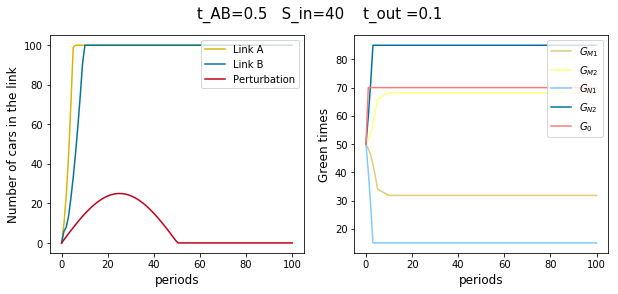 t_AB=0.5 S_in=40 t_out =0.1
Number of cars in the link
100
80
60
40
20
0
Link A
Link B
Perturbation
0 20 40 60 80 100
periods
Green times
80
70
60
50
40
30
20
G_{M1}
G_{M2}
G_{N1}
G_{N2}
G_0
0 20 40 60 80 100
periods